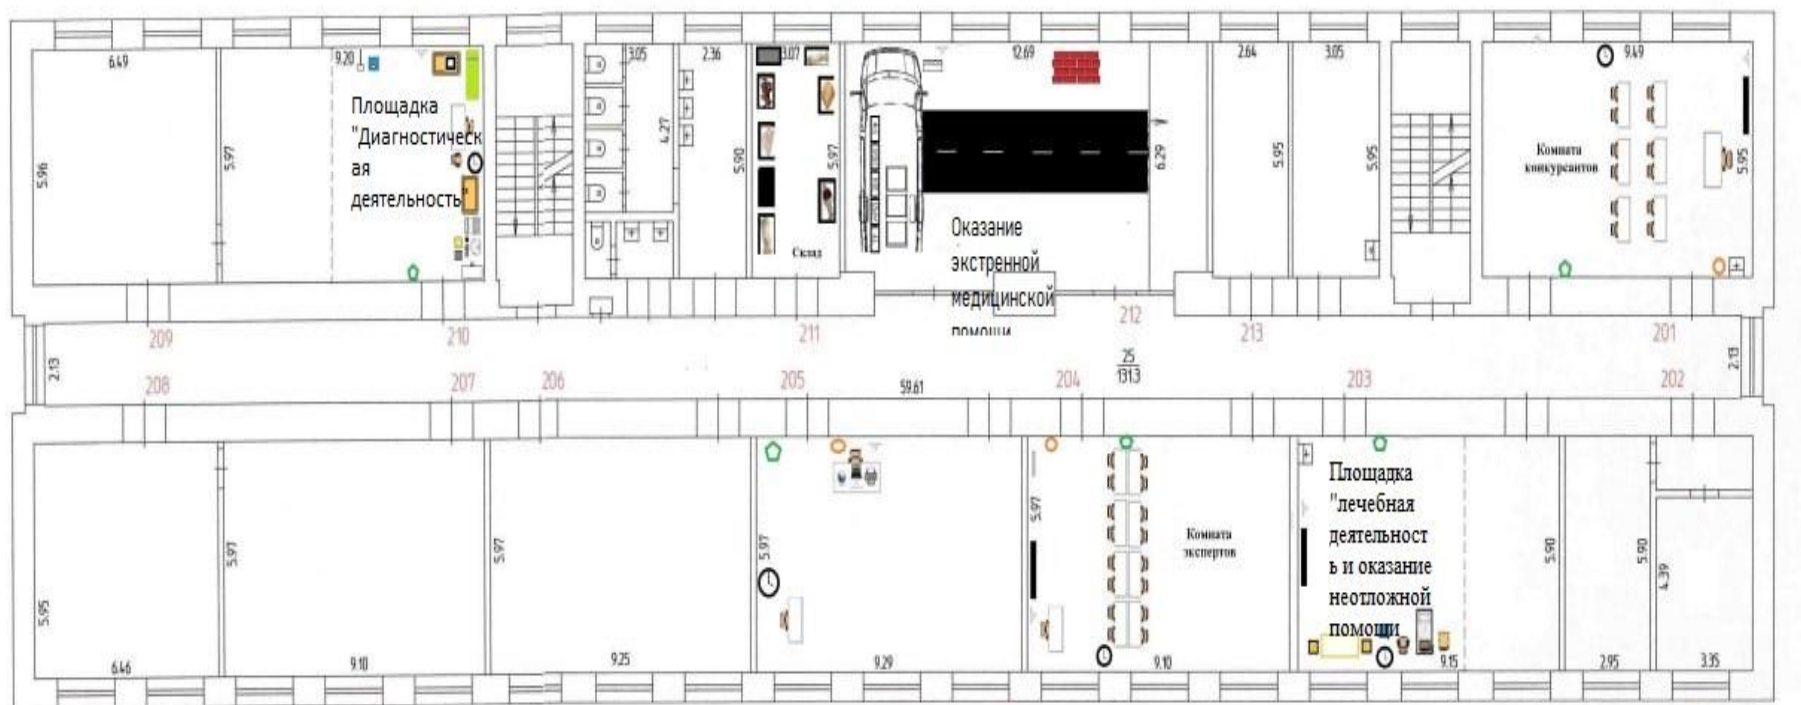 6.49
9.20
3.05
2.36
3.07
12.69
2.64
3.05
9.49
Площадка
"Диагностическ
ая
деятельность
5.96
5.97
4.27
5.90
5.97
6.29
5.95
5.95
5.95
Комната
конкурсантов
Склад
Оказание
экстренной
медицинской
помощи
209
210
211
212
213
201
2.13
25
1313
2.13
208
207
206
205
59.61
204
203
202
5.95
5.97
5.97
5.97
5.97
Комната
экспертов
Площадка
"лечебная
деятельност
ь и оказание
неотложной
помощи
5.90
5.90
4.39
6.46
9.10
9.25
9.29
9.10
9.15
2.95
3.35